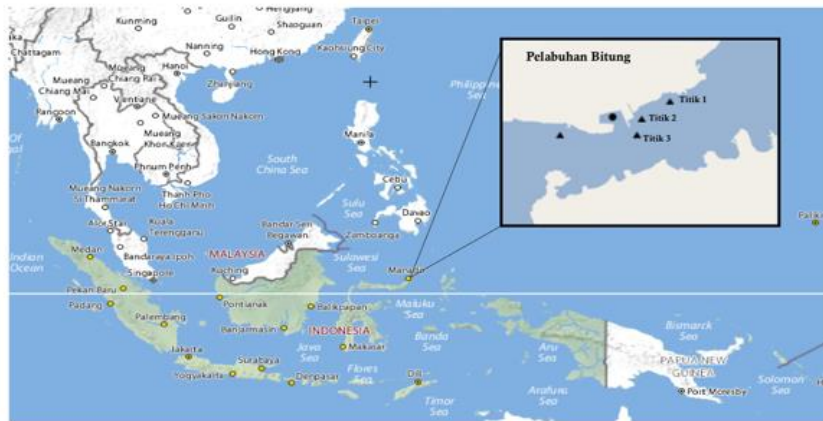 Hengyang
Kunming
Guilin
Shaoguan
Taipei
Chattagam
Nanning
Hong Kong
Kaohsiung City
Mueang
Chiang Rai
Hanoi
Mueang
Chiang Mai
Zhanjiang
Philippine
Sea
Rangoon
Vientiane
Mueang Sakon Nakorn
Mueang
Khon Kaen
Manila
Bangkok
South
China Sea
Phnum Penh
Mueang Nakorn
Si Thammarat
Thanh Pho
Ho Chi Minh
Cebu
Sulu
Sea
Davao
Alor Star
Kuala
Terengganu
Bandar Seri
Begawan
Zamboanga
Indian
Ocean
Medan
Bandaraya Ipoh
MALAYSIA
Sulawesi
Sea
Singapore
Kuching
Manado
Pekan Baru
Padang
Pontianak
Balikpapan
Maluku
Sea
Palembang
Banjarmasin
INDONESIA
Java
Sea
Makasar
Banda
Sea
Jakarta
Surabaya
Yogyakarta
Denpasar
Flores
Sea
Dili
Timor
Sea
Aru
Sea
Arafura
Sea
Bismarck
Sea
PAPUA NEW
GUINEA
Port Moresby
Solomon
Sea
Pelabuhan Bitung
Titik 1
Titik 2
Titik 3